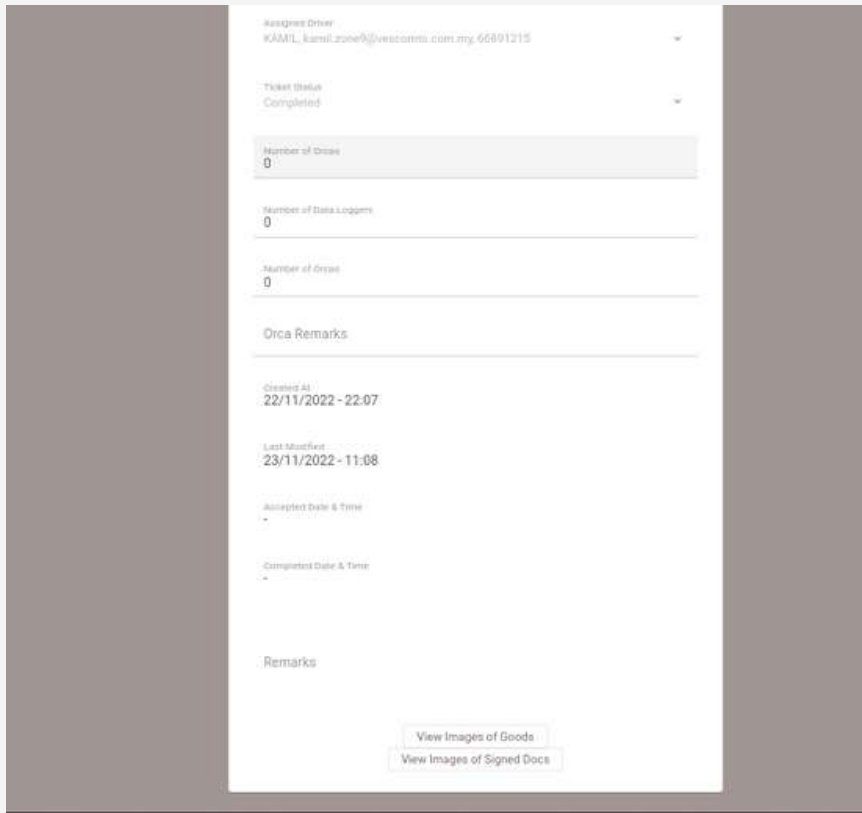 Assigned Driver
KAMIL, kamil.zone9@vescomns.com.my, 66891215
Ticket Status
Completed
Number of Orcas
0
Number of Data Loggers
0
Number of Orcas
0
Orca Remarks
Created At
22/11/2022 - 22:07
Last Modified
23/11/2022 - 11:08
Accepted Date & Time
-
Completed Date & Time
-
Remarks
View Images of Goods
View Images of Signed Docs